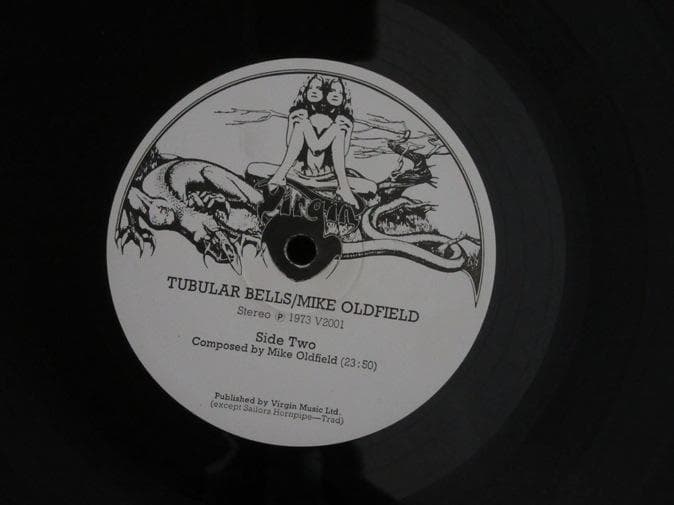 Virgin
TUBULAR BELLS/MIKE OLDFIELD
Stereo Ⓟ 1973 V2001
Side Two
Composed by Mike Oldfield (23:50)
Published by Virgin Music Ltd.
(except Sailors Hornpipe—Trad)